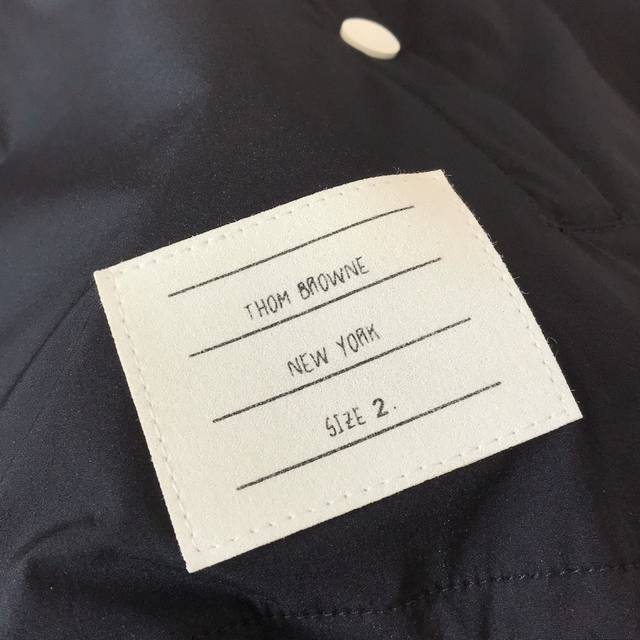 THOM BROWNE
NEW YORK
SIZE 2.